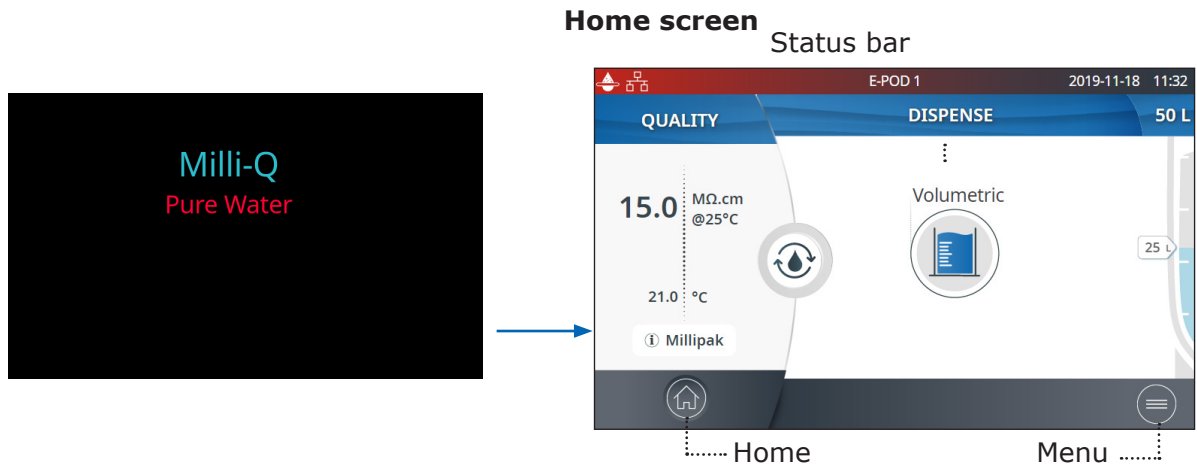 Home screen
Status bar
Milli-Q
Pure Water
E-POD 1 2019-11-18 11:32
QUALITY DISPENSE 50 L
15.0 MΩ.cm
@25°C
Volumetric
25 L
21.0 °C
ⓘ Millipak
Home Menu